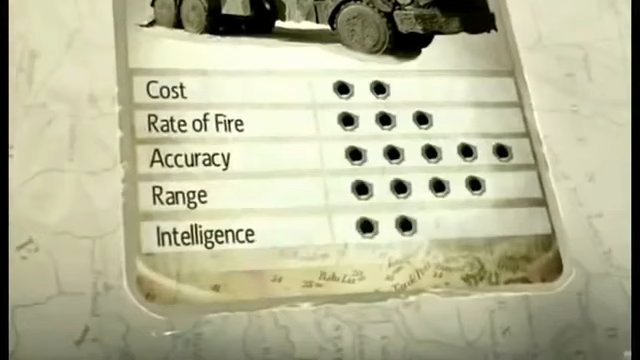 Cost
Rate of Fire
Accuracy
Range
Intelligence